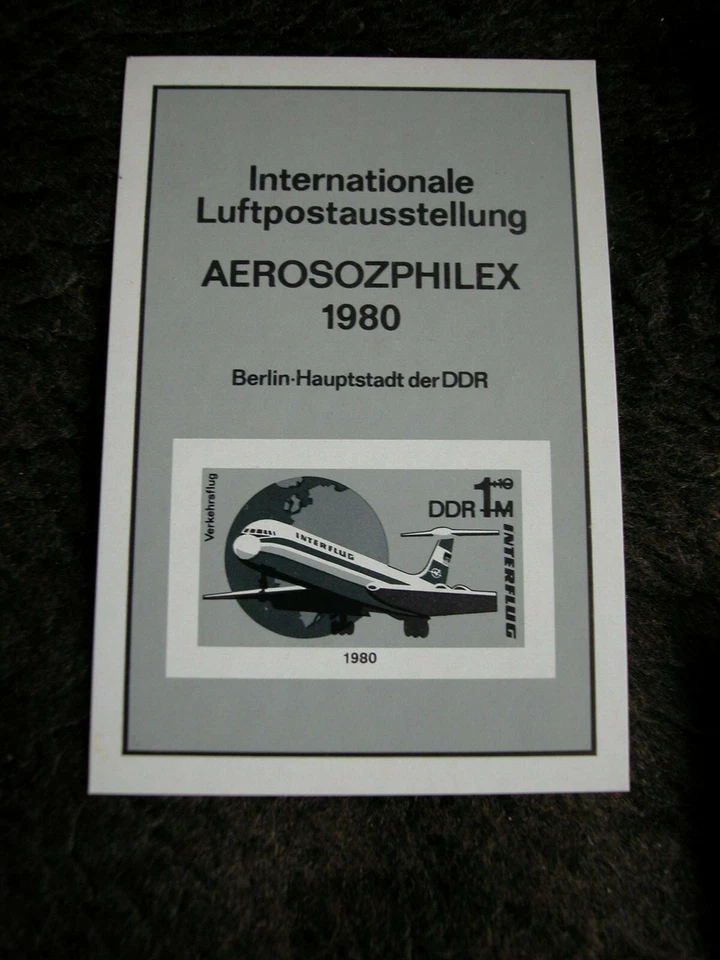 Internationale
Luftpostausstellung
AEROSOZPHILEX
1980
Berlin-Hauptstadt der DDR
Verkehrsflug
DDR 1+10 M
INTERFLUG
INTERFLUG
1980